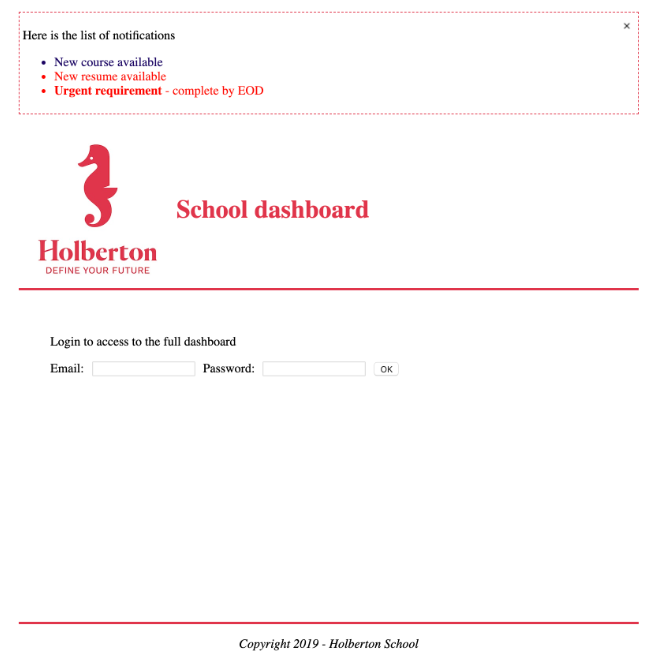 ×
Here is the list of notifications
New course available
New resume available
Urgent requirement - complete by EOD
School dashboard
Holberton
DEFINE YOUR FUTURE
Login to access to the full dashboard
Email: Password: OK
Copyright 2019 - Holberton School